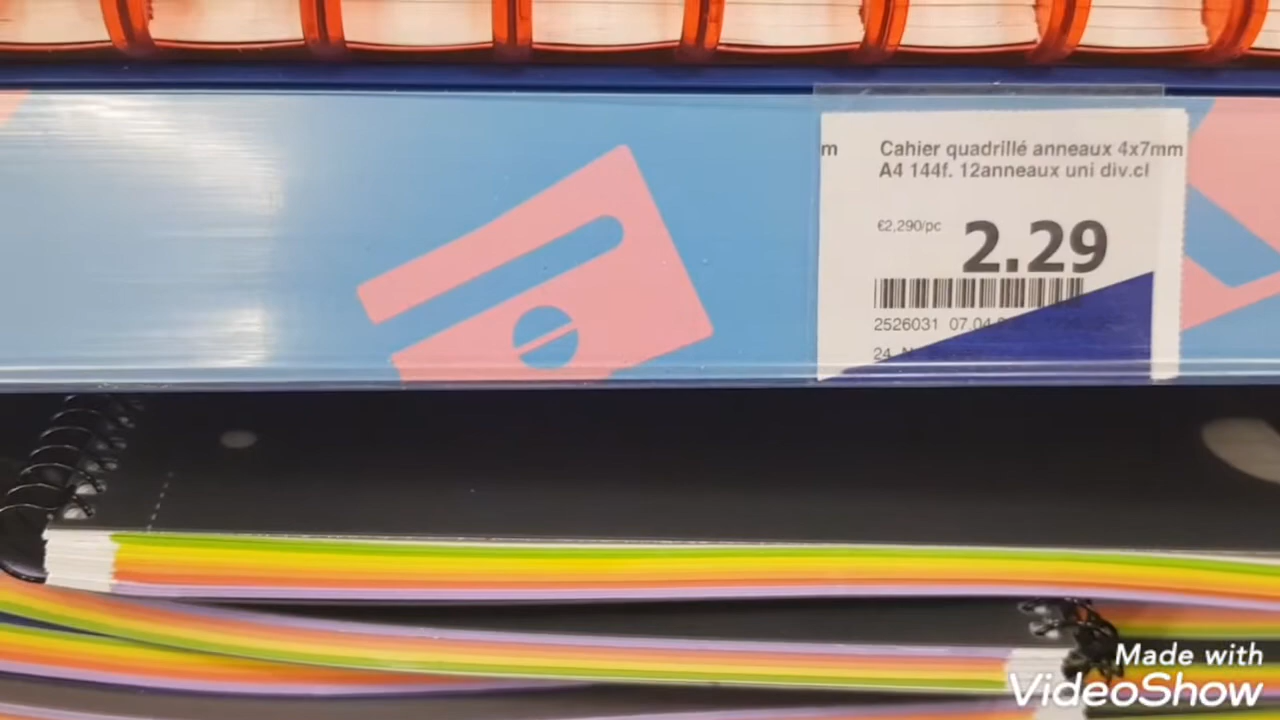 m Cahier quadrillé anneaux 4x7mm
A4 144f. 12anneaux uni div.cl
€2,290/pc
2.29
2526031 07.04
24
Made with
VideoShow